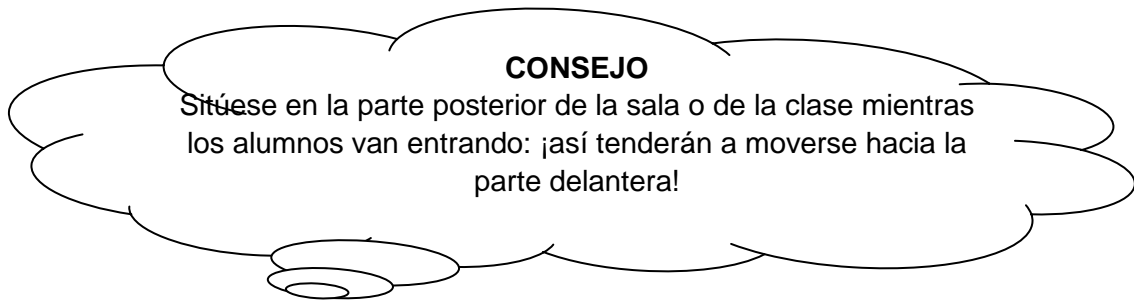 CONSEJO
Sitúese en la parte posterior de la sala o de la clase mientras
los alumnos van entrando: ¡así tenderán a moverse hacia la
parte delantera!